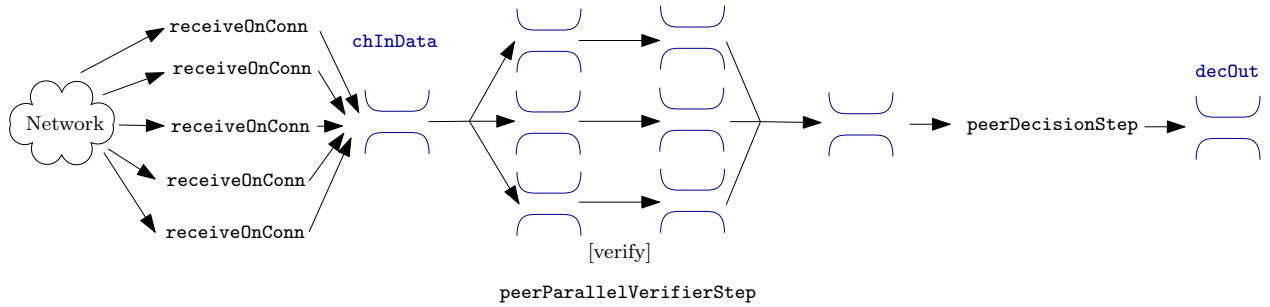 receiveOnConn
chInData
receiveOnConn
decOut
Network
receiveOnConn
peerDecisionStep
receiveOnConn
receiveOnConn
[verify]
peerParallelVerifierStep